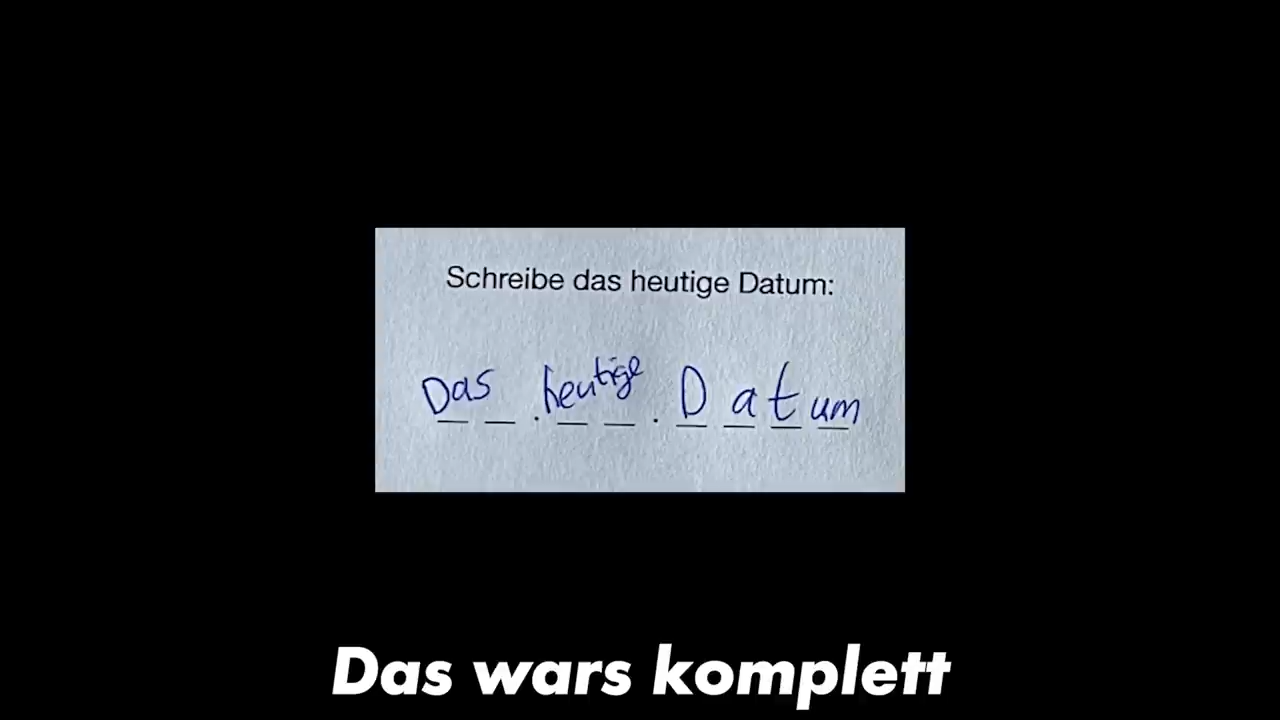 Schreibe das heutige Datum:
Das . heutige . Datum
Das wars komplett